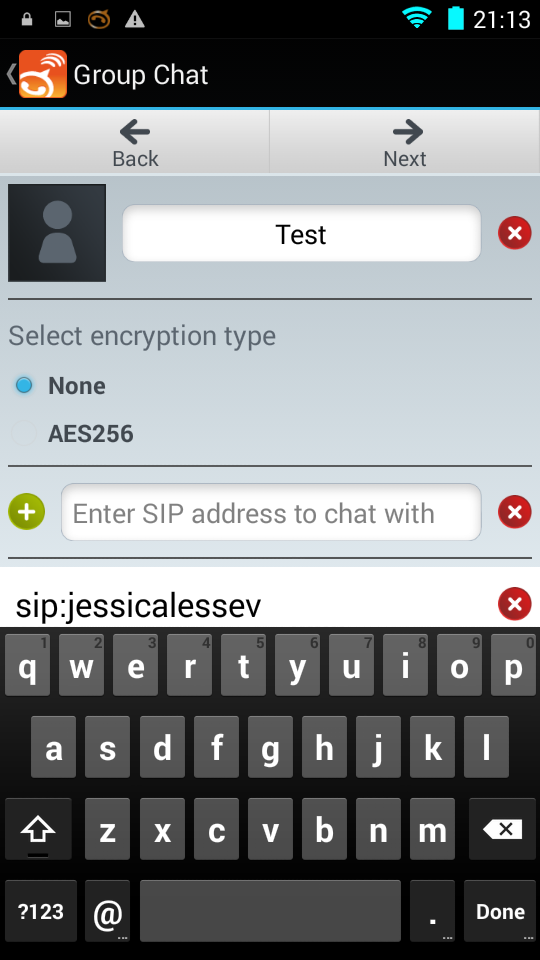 21:13
Group Chat
Back Next
Test
Select encryption type
None
AES256
Enter SIP address to chat with
sip:jessicalessev
1 2 3 4 5 6 7 8 9 0
q w e r t y u i o p
a s d f g h j k l
z x c v b n m
?123 @ . Done